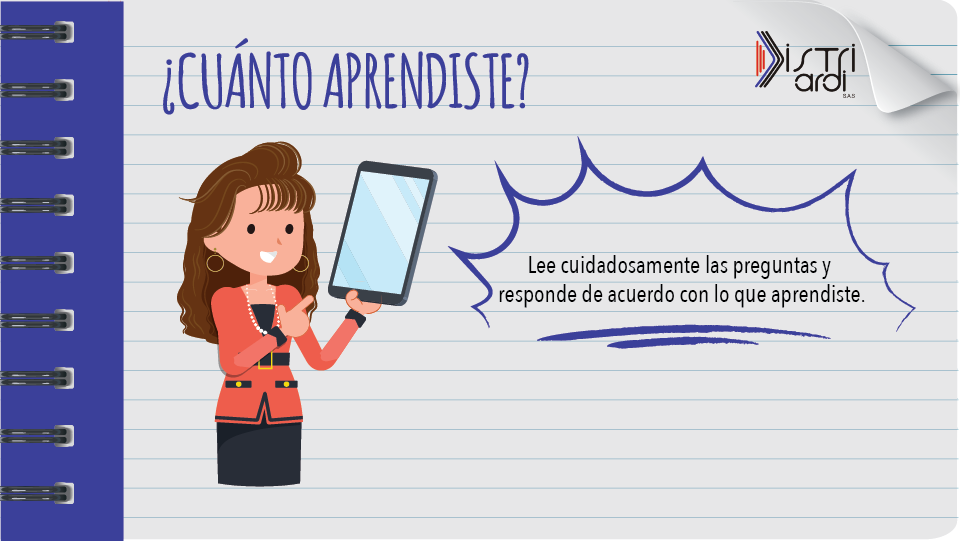 ¿CUÁNTO APRENDISTE?
DISTRI
ardi
S.A.S
Lee cuidadosamente las preguntas y
responde de acuerdo con lo que aprendiste.